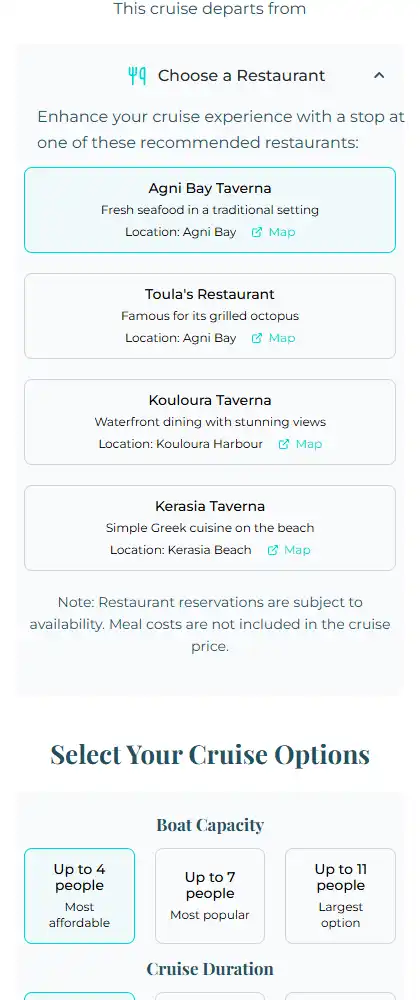 This cruise departs from
Choose a Restaurant
Enhance your cruise experience with a stop at
one of these recommended restaurants:
Agni Bay Taverna
Fresh seafood in a traditional setting
Location: Agni Bay Map
Toula's Restaurant
Famous for its grilled octopus
Location: Agni Bay Map
Kouloura Taverna
Waterfront dining with stunning views
Location: Kouloura Harbour Map
Kerasia Taverna
Simple Greek cuisine on the beach
Location: Kerasia Beach Map
Note: Restaurant reservations are subject to
availability. Meal costs are not included in the cruise
price.
Select Your Cruise Options
Boat Capacity
Up to 4
people
Most
affordable
Up to 7
people
Most popular
Up to 11
people
Largest
option
Cruise Duration